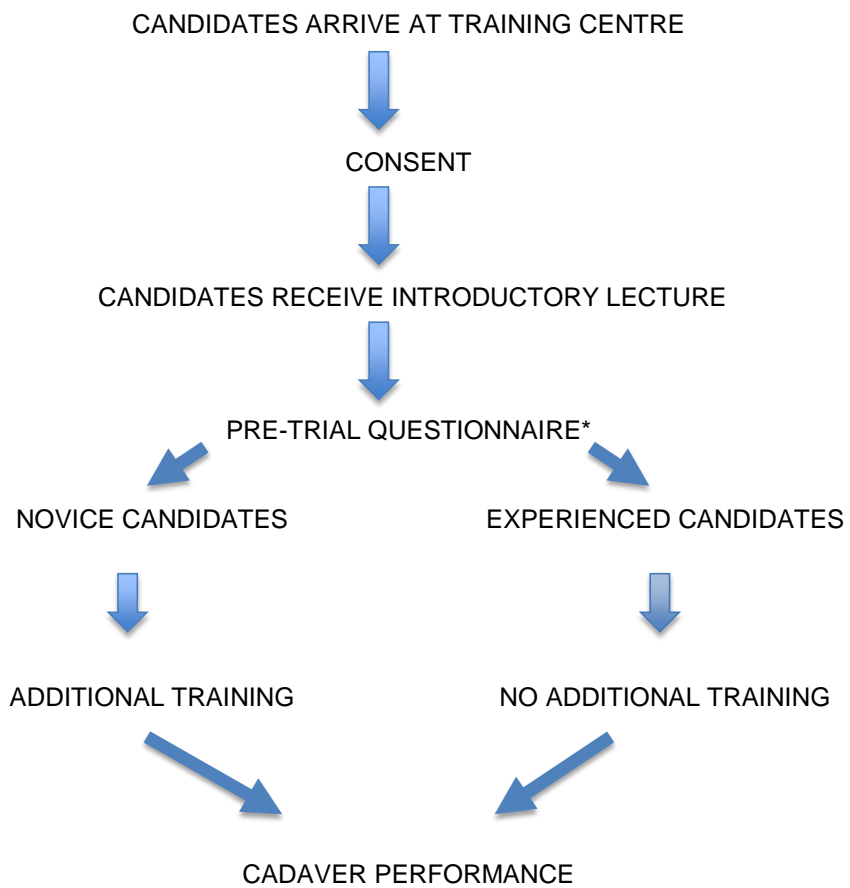 CANDIDATES ARRIVE AT TRAINING CENTRE
CONSENT
CANDIDATES RECEIVE INTRODUCTORY LECTURE
PRE-TRIAL QUESTIONNAIRE*
NOVICE CANDIDATES
EXPERIENCED CANDIDATES
ADDITIONAL TRAINING
NO ADDITIONAL TRAINING
CADAVER PERFORMANCE